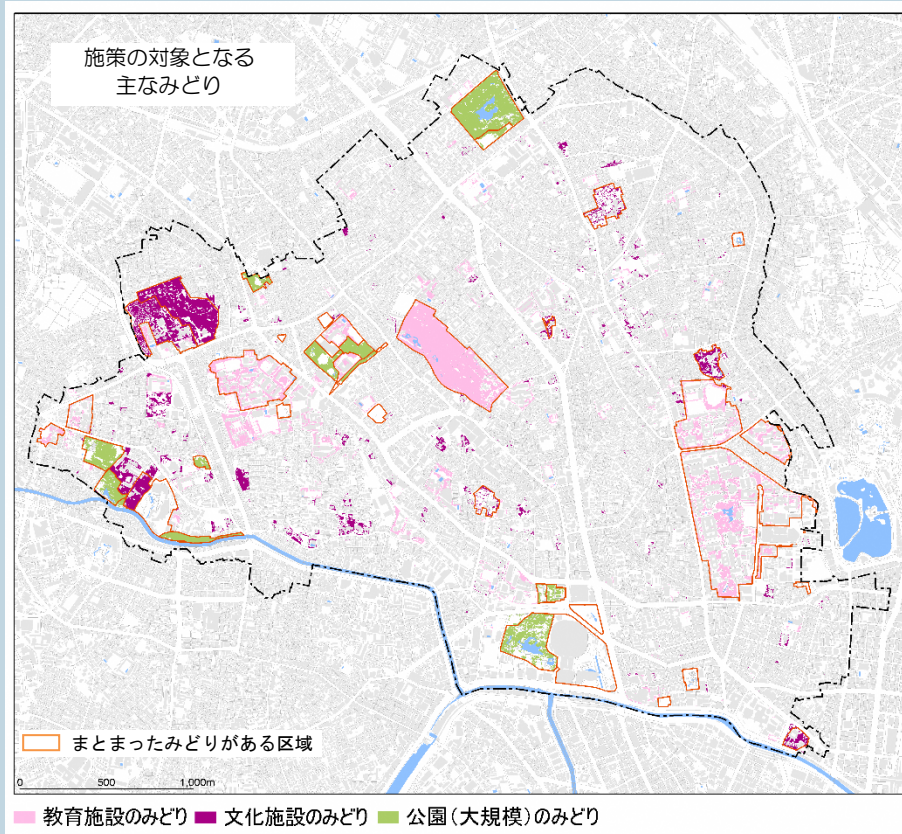 施策の対象となる
主なみどり
まとまったみどりがある区域
0 500 1,000m
教育施設のみどり 文化施設のみどり 公園(大規模)のみどり